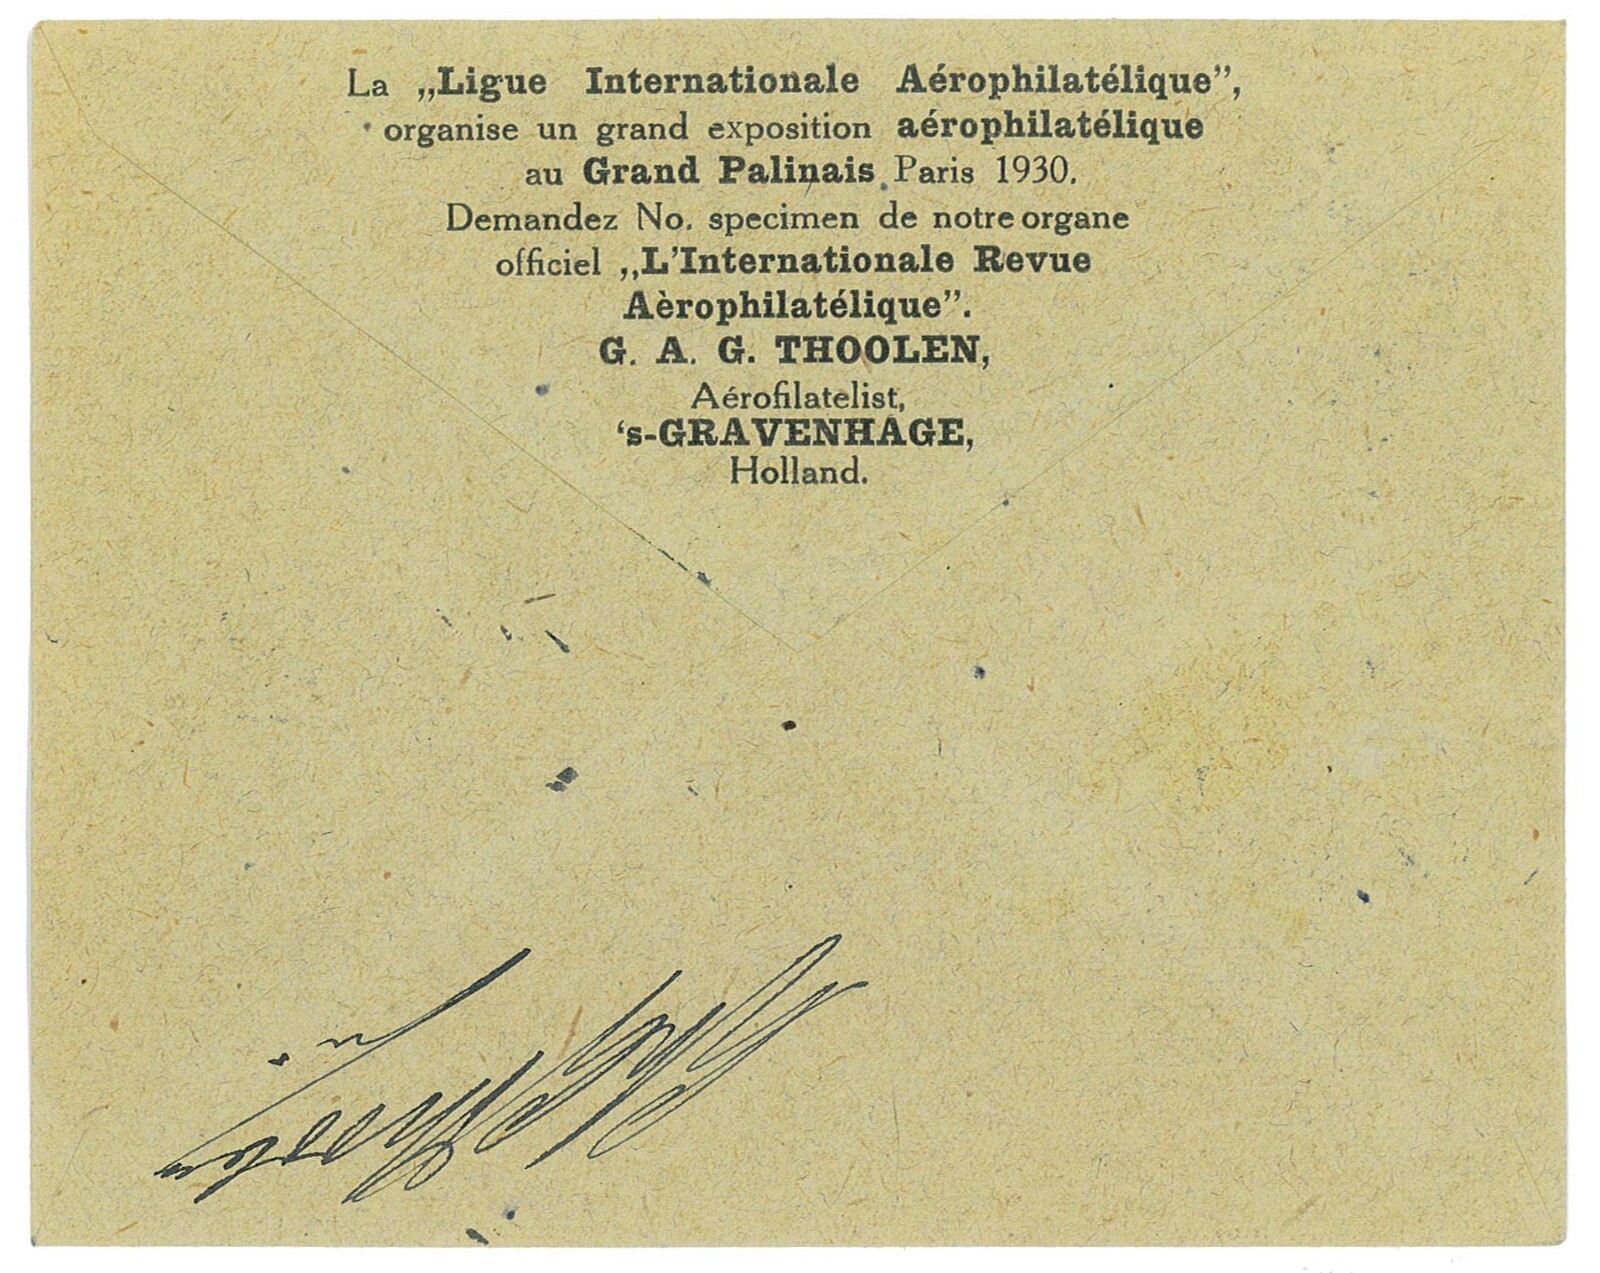 La „Ligue Internationale Aérophilatélique”,
organise un grand exposition aérophilatélique
au Grand Palinais Paris 1930.
Demandez No. specimen de notre organe
officiel „L'Internationale Revue
Aèrophilatélique”.
G. A. G. THOOLEN,
Aérofilatelist,
‘s-GRAVENHAGE,
Holland.